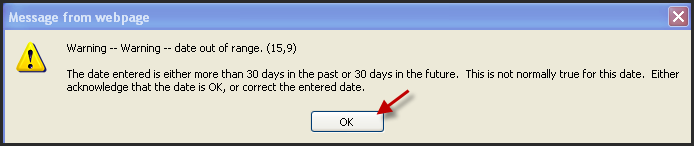 Message from webpage
Warning -- Warning -- date out of range. (15,9)
The date entered is either more than 30 days in the past or 30 days in the future.  This is not normally true for this date.  Either
acknowledge that the date is OK, or correct the entered date.
OK